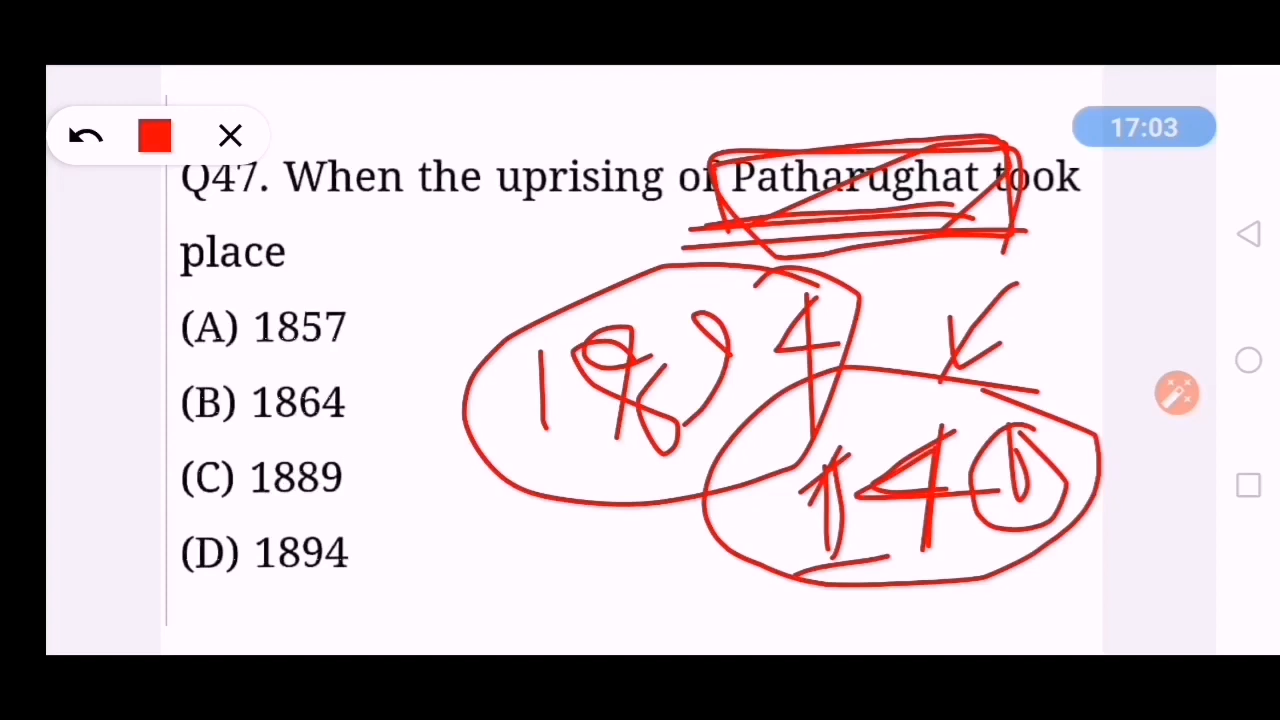 17:03
Q47. When the uprising of Patharughat took
place
(A) 1857
(B) 1864
(C) 1889
(D) 1894
1894
140